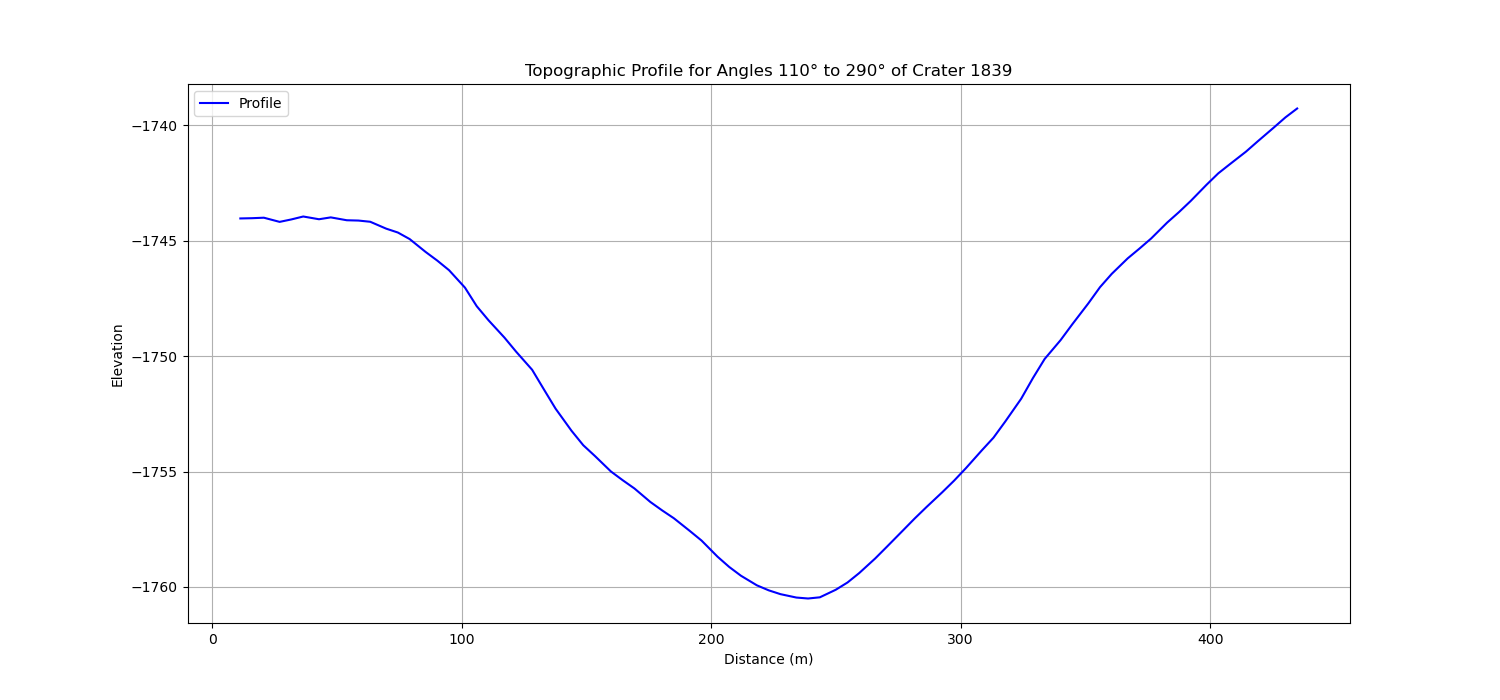 Topographic Profile for Angles 110° to 290° of Crater 1839
Profile
−1740
−1745
−1750
−1755
−1760
Elevation
0
100
200
300
400
Distance (m)